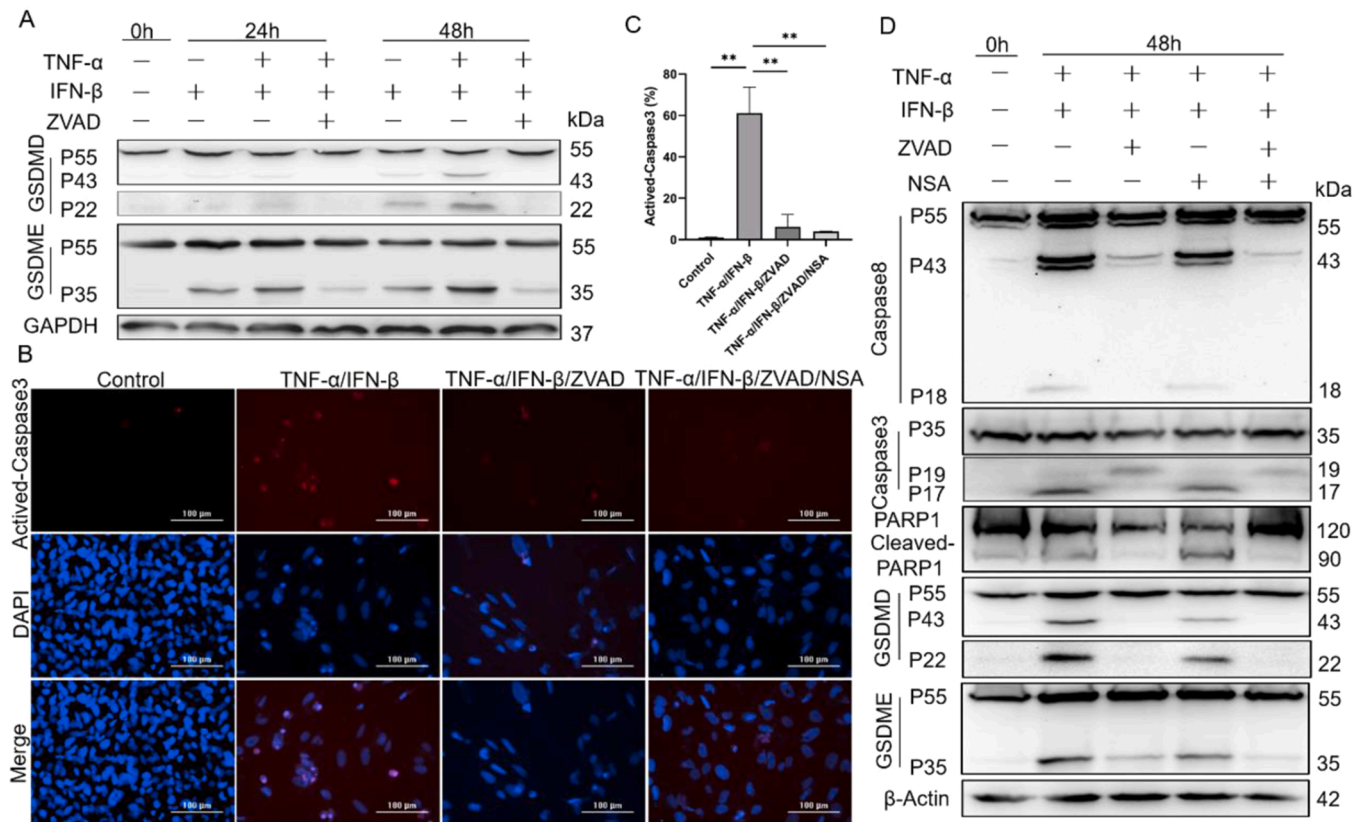 A
0h 24h 48h
TNF-α – – + + – + +
IFN-β – + + + + + +
ZVAD – – – + – – +
kDa
GSDMD
P55 55
P43 43
P22 22
GSDME
P55 55
P35 35
GAPDH 37
B
Control TNF-α/IFN-β TNF-α/IFN-β/ZVAD TNF-α/IFN-β/ZVAD/NSA
Actived-Caspase3
100 μm 100 μm 100 μm 100 μm
DAPI
100 μm 100 μm 100 μm 100 μm
Merge
100 μm 100 μm 100 μm 100 μm
C
**
** **
Actived-Caspase3 (%)
80
60
40
20
0
Control
TNF-α/IFN-β
TNF-α/IFN-β/ZVAD
TNF-α/IFN-β/ZVAD/NSA
D
0h 48h
TNF-α – + + + +
IFN-β – + + + +
ZVAD – – + – +
NSA – – – + +
kDa
Caspase8
P55 55
P43 43
P18 18
Caspase3
P35 35
P19 19
P17 17
PARP1 120
Cleaved-
PARP1 90
GSDMD
P55 55
P43 43
P22 22
GSDME
P55 55
P35 35
β-Actin 42